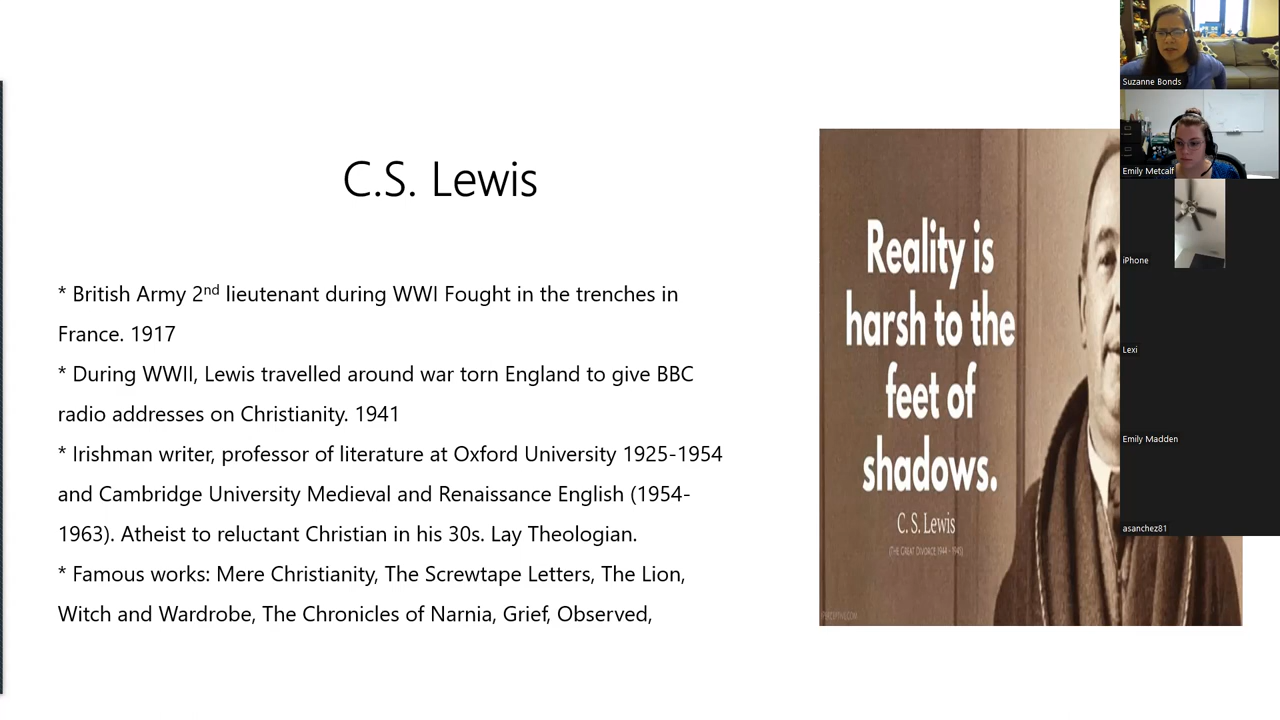 C.S. Lewis
* British Army 2nd lieutenant during WWI Fought in the trenches in
France. 1917
* During WWII, Lewis travelled around war torn England to give BBC
radio addresses on Christianity. 1941
* Irishman writer, professor of literature at Oxford University 1925-1954
and Cambridge University Medieval and Renaissance English (1954-
1963). Atheist to reluctant Christian in his 30s. Lay Theologian.
* Famous works: Mere Christianity, The Screwtape Letters, The Lion,
Witch and Wardrobe, The Chronicles of Narnia, Grief, Observed,
Reality is
harsh to the
feet of
shadows.
C. S. Lewis
(THE GREAT DIVORCE 1944 - 1945)
Suzanne Bonds
Emily Metcalf
iPhone
Lexi
Emily Madden
asanchez81